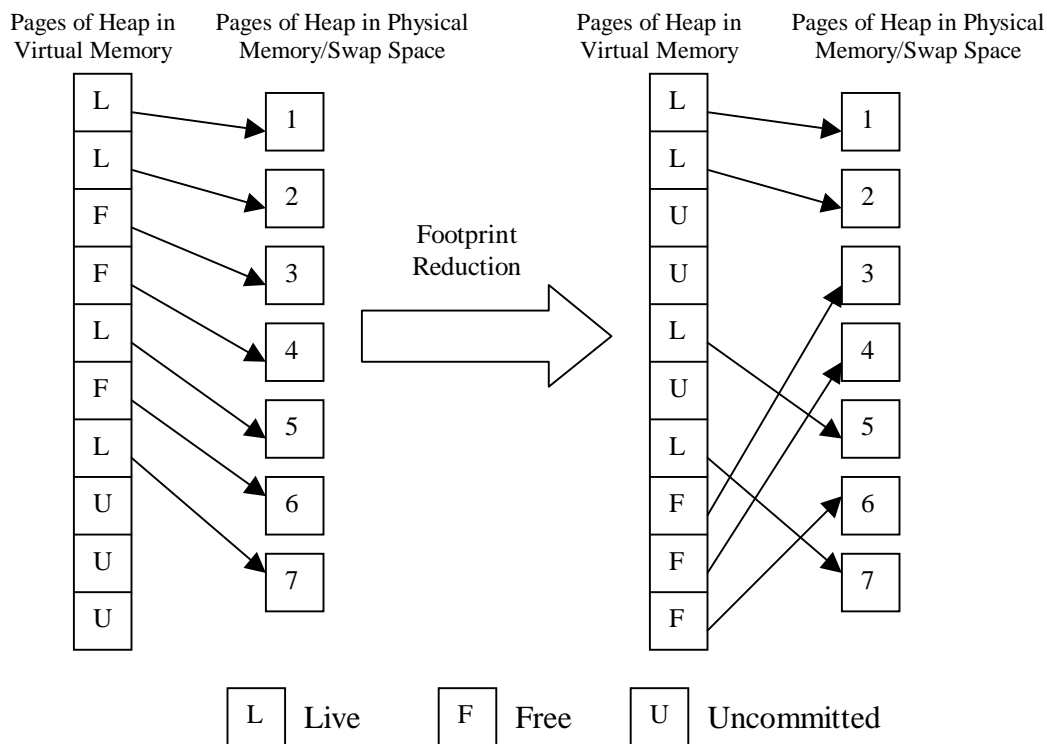 Pages of Heap in
Virtual Memory
Pages of Heap in Physical
Memory/Swap Space
L
L
F
F
L
F
L
U
U
U
1
2
3
4
5
6
7
Footprint
Reduction
Pages of Heap in
Virtual Memory
Pages of Heap in Physical
Memory/Swap Space
L
L
U
U
L
U
L
F
F
F
1
2
3
4
5
6
7
L Live F Free U Uncommitted